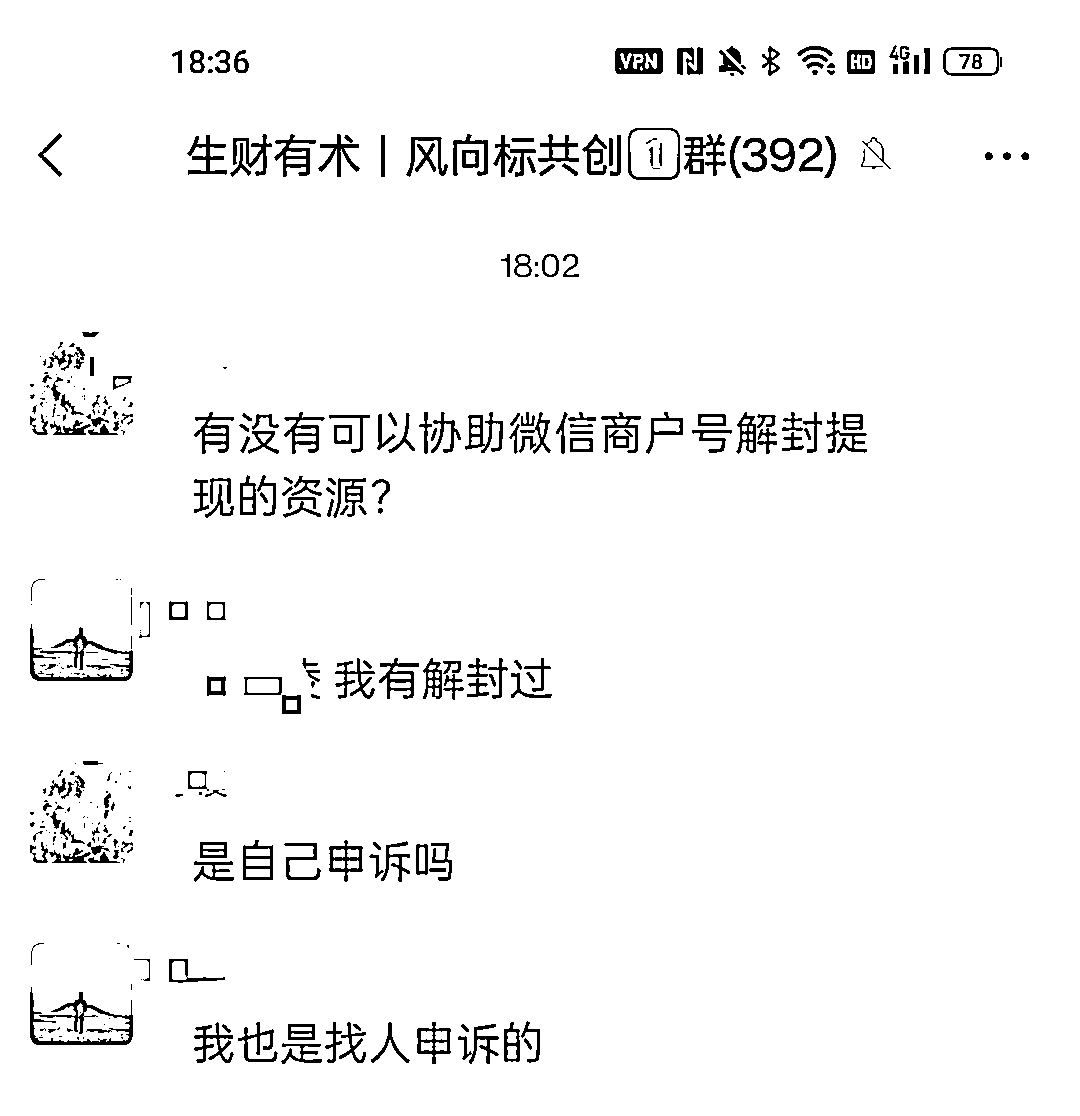 18:36 VPN HD 4G 78
生财有术丨风向标共创1️⃣群(392)
18:02
有没有可以协助微信商户号解封提
现的资源?
我有解封过
是自己申诉吗
我也是找人申诉的